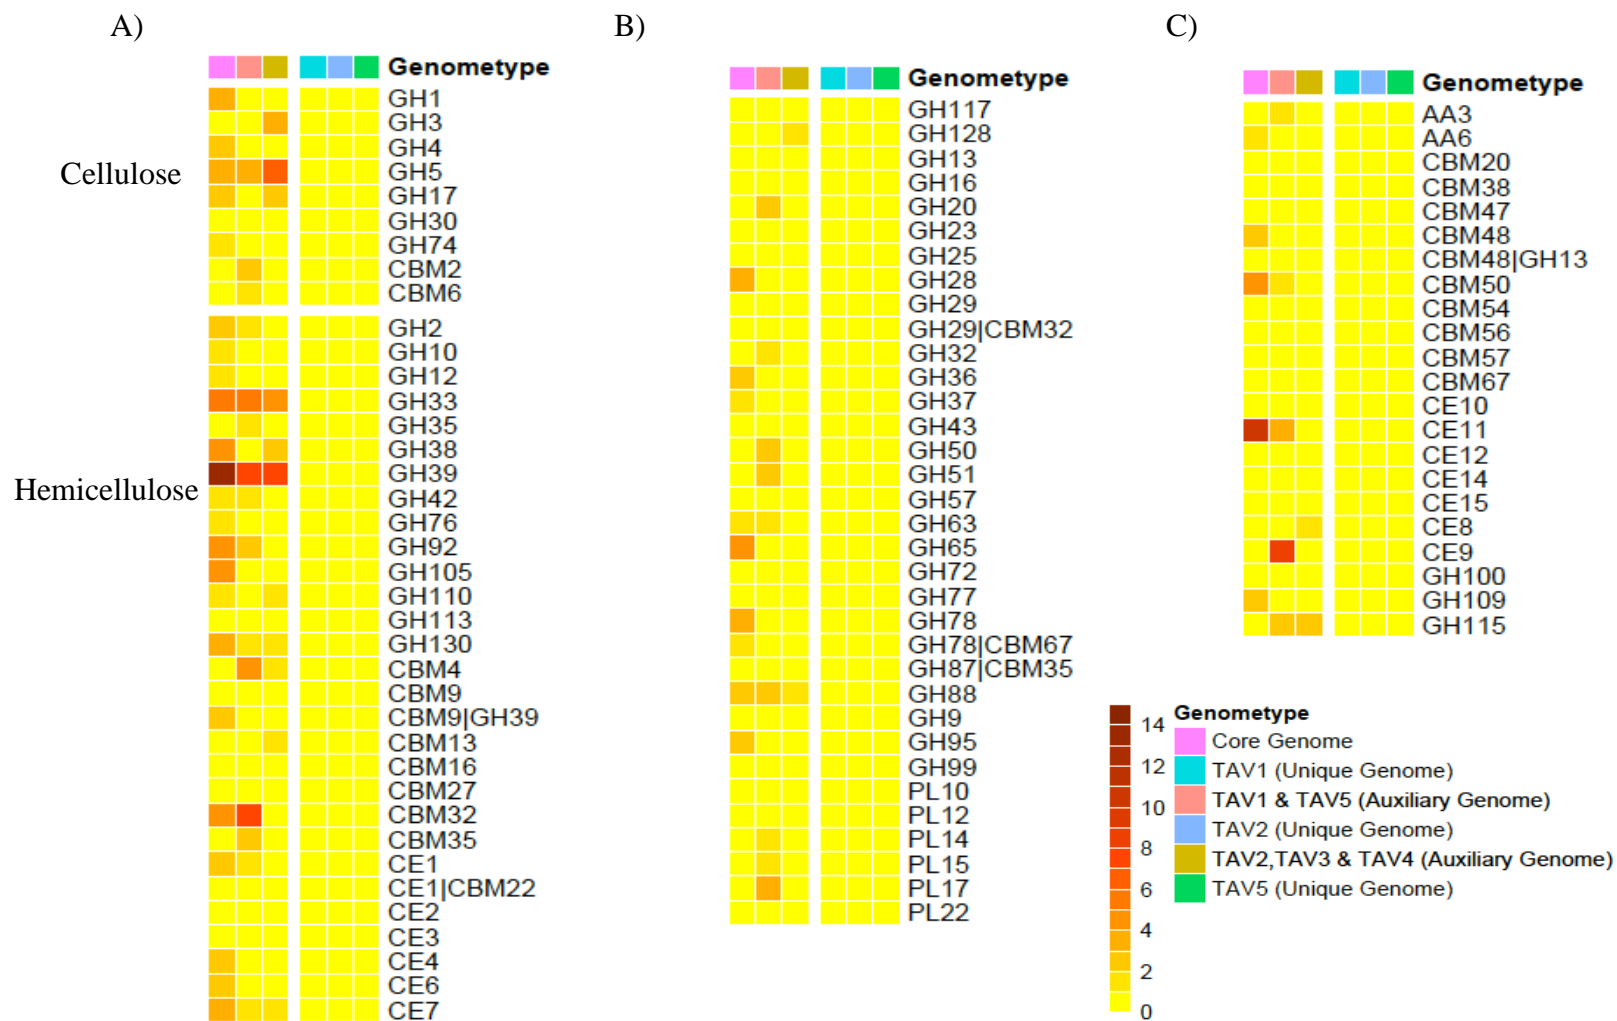 A)
B)
C)
Genometype
GH1
GH3
GH4
Cellulose
GH5
GH17
GH30
GH74
CBM2
CBM6
GH2
GH10
GH12
GH33
GH35
GH38
GH39
Hemicellulose
GH42
GH76
GH92
GH105
GH110
GH113
GH130
CBM4
CBM9
CBM9|GH39
CBM13
CBM16
CBM27
CBM32
CBM35
CE1
CE1|CBM22
CE2
CE3
CE4
CE6
CE7
Genometype
GH117
GH128
GH13
GH16
GH20
GH23
GH25
GH28
GH29
GH29|CBM32
GH32
GH36
GH37
GH43
GH50
GH51
GH57
GH63
GH65
GH72
GH77
GH78
GH78|CBM67
GH87|CBM35
GH88
GH9
GH95
GH99
PL10
PL12
PL14
PL15
PL17
PL22
Genometype
AA3
AA6
CBM20
CBM38
CBM47
CBM48
CBM48|GH13
CBM50
CBM54
CBM56
CBM57
CBM67
CE10
CE11
CE12
CE14
CE15
CE8
CE9
GH100
GH109
GH115
14
12
10
8
6
4
2
0
Genometype
Core Genome
TAV1 (Unique Genome)
TAV1 & TAV5 (Auxiliary Genome)
TAV2 (Unique Genome)
TAV2,TAV3 & TAV4 (Auxiliary Genome)
TAV5 (Unique Genome)